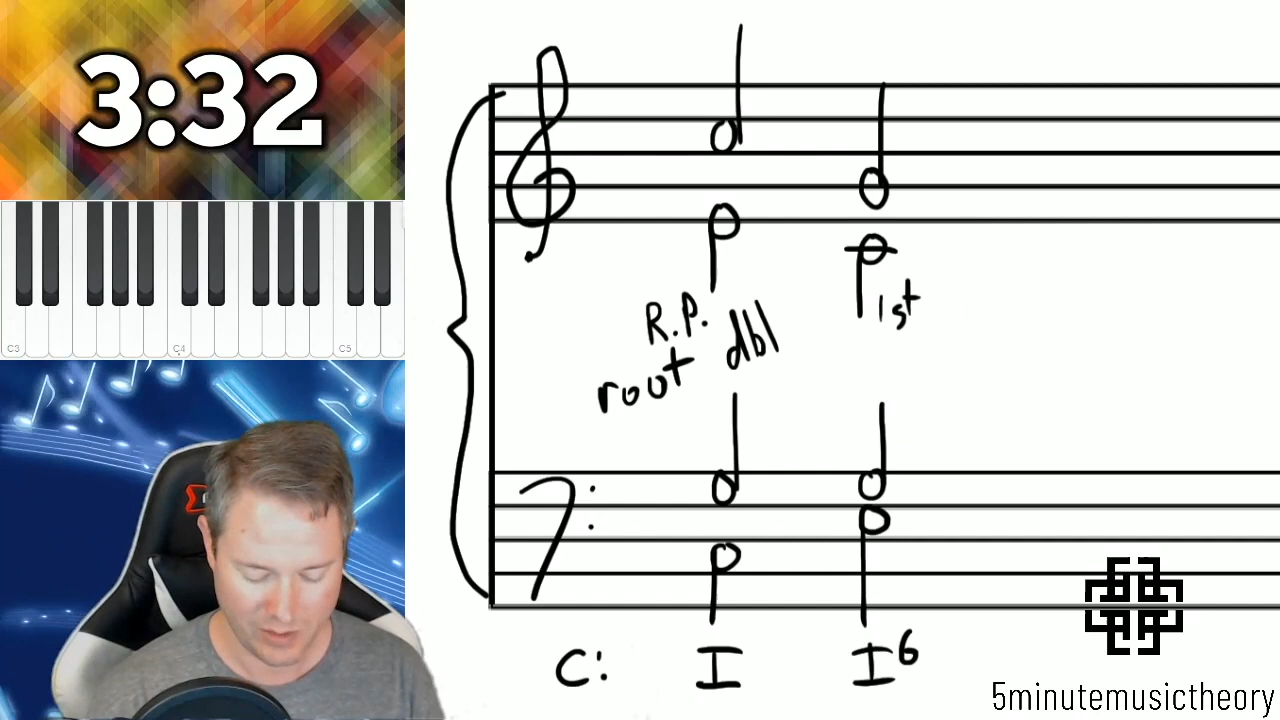 3:32
C3
C4
C5
R.P.
root dbl
1st
C: I I6
5minutemusictheory